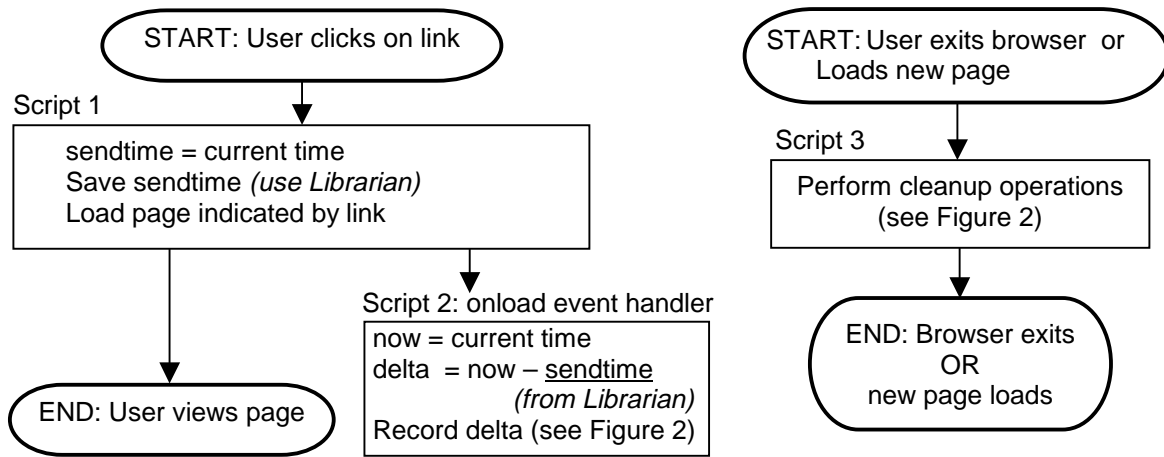 START: User clicks on link
Script 1
sendtime = current time
Save sendtime (use Librarian)
Load page indicated by link
Script 2: onload event handler
now = current time
delta = now – sendtime
(from Librarian)
Record delta (see Figure 2)
END: User views page
START: User exits browser or
Loads new page
Script 3
Perform cleanup operations
(see Figure 2)
END: Browser exits
OR
new page loads